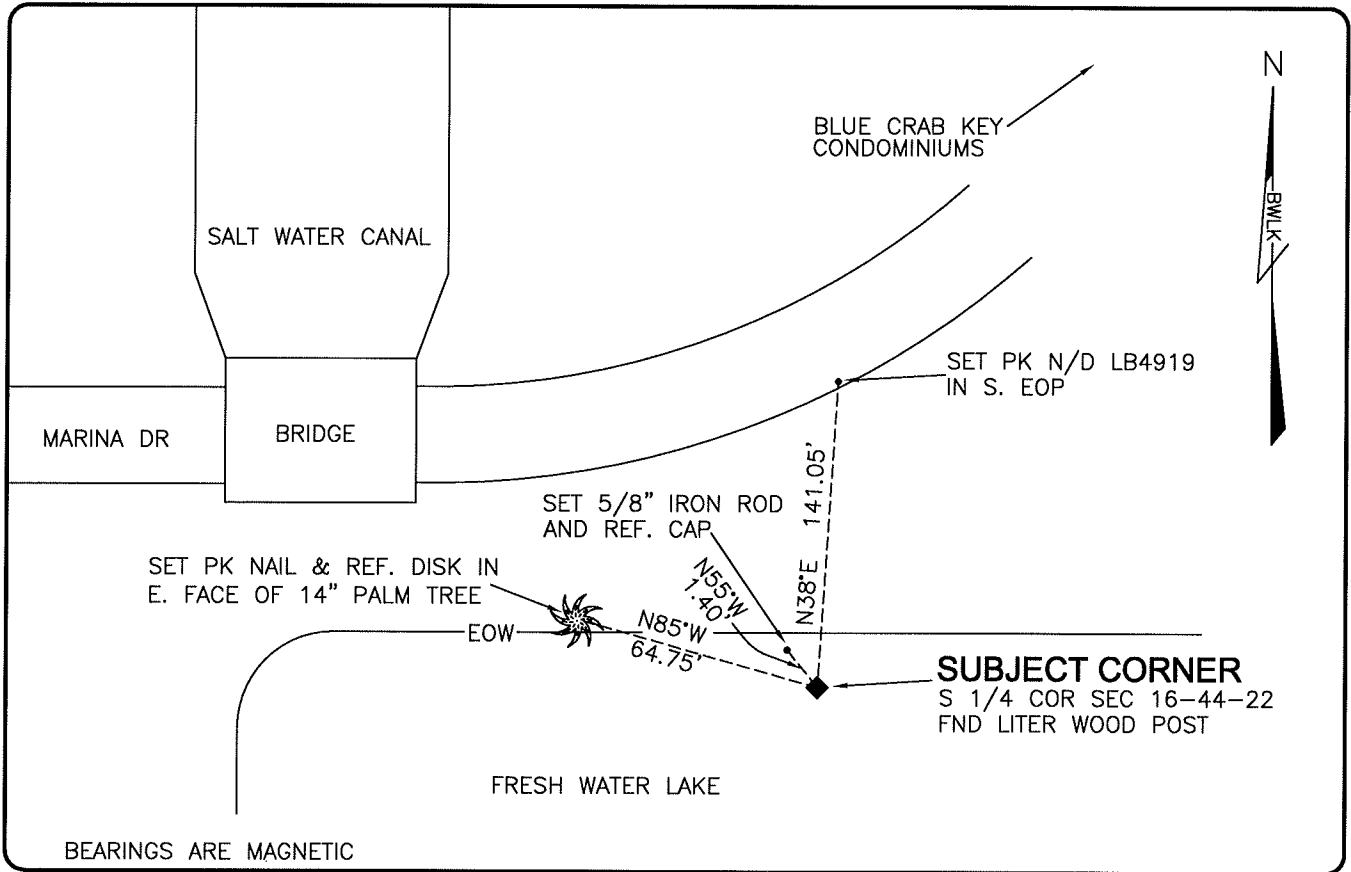 N
BWLK
BLUE CRAB KEY
CONDOMINIUMS
SALT WATER CANAL
SET PK N/D LB4919
IN S. EOP
MARINA DR
BRIDGE
SET 5/8" IRON ROD
AND REF. CAP
N38°E 141.05'
SET PK NAIL & REF. DISK IN
E. FACE OF 14" PALM TREE
N55°W
1.40'
EOW
N85°W
64.75'
SUBJECT CORNER
S 1/4 COR SEC 16-44-22
FND LITER WOOD POST
FRESH WATER LAKE
BEARINGS ARE MAGNETIC